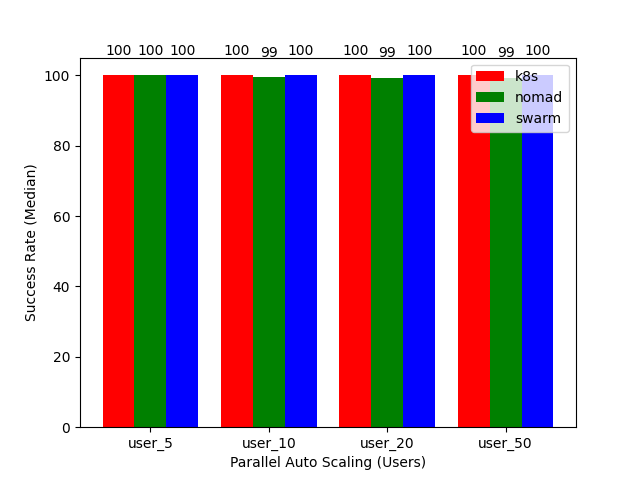 100 100 100 100 99 100 100 99 100 100 99 100
k8s
nomad
swarm
100
80
60
40
20
0
Success Rate (Median)
user_5 user_10 user_20 user_50
Parallel Auto Scaling (Users)